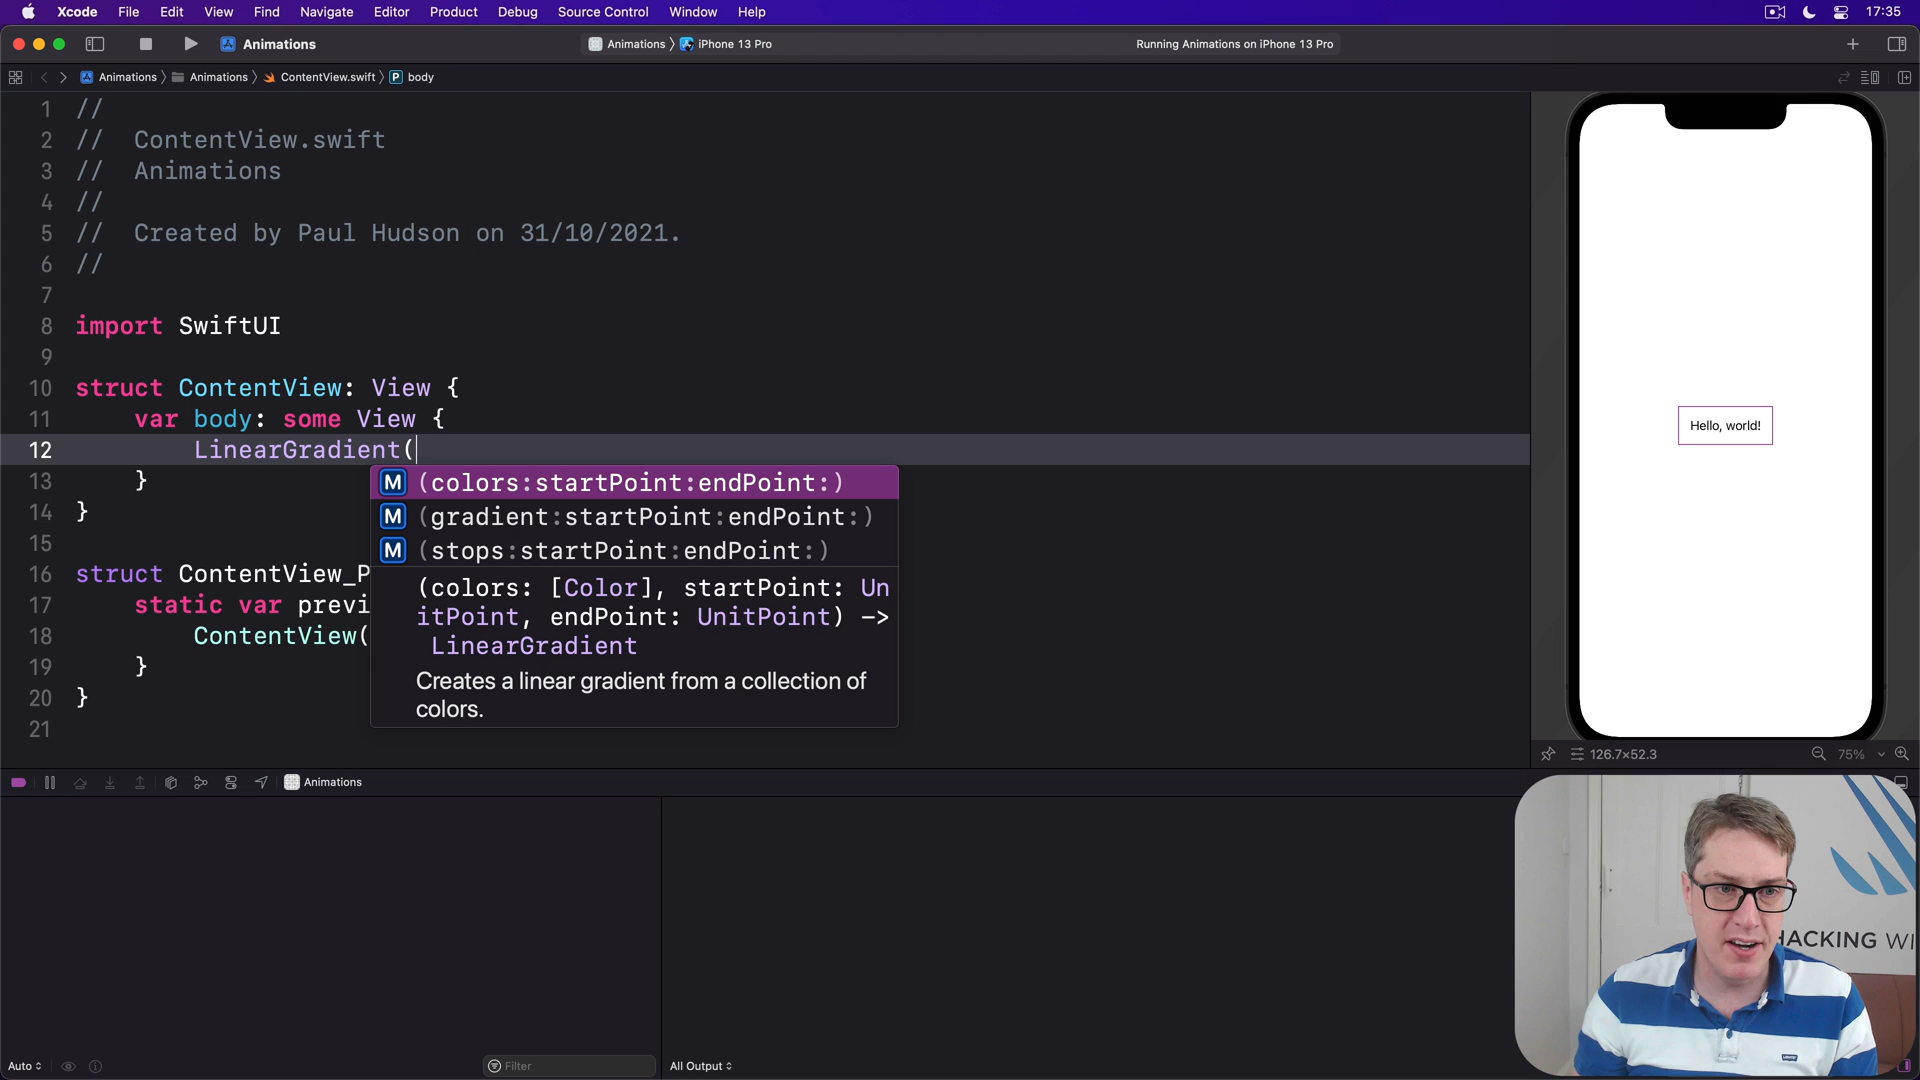 Xcode File Edit View Find Navigate Editor Product Debug Source Control Window Help 17:35
Animations Animations iPhone 13 Pro Running Animations on iPhone 13 Pro
Animations Animations ContentView.swift body
1 //
2 // ContentView.swift
3 // Animations
4 //
5 // Created by Paul Hudson on 31/10/2021.
6 //
7
8 import SwiftUI
9
10 struct ContentView: View {
11 var body: some View {
12 LinearGradient(
13 }
14 }
15
16 struct ContentView_P
17 static var previ
18 ContentView(
19 }
20 }
21
M (colors:startPoint:endPoint:)
M (gradient:startPoint:endPoint:)
M (stops:startPoint:endPoint:)
(colors: [Color], startPoint: Un
itPoint, endPoint: UnitPoint) ->
LinearGradient
Creates a linear gradient from a collection of
colors.
Hello, world!
126.7×52.3 75%
Animations
HACKING WI
Auto Filter All Output